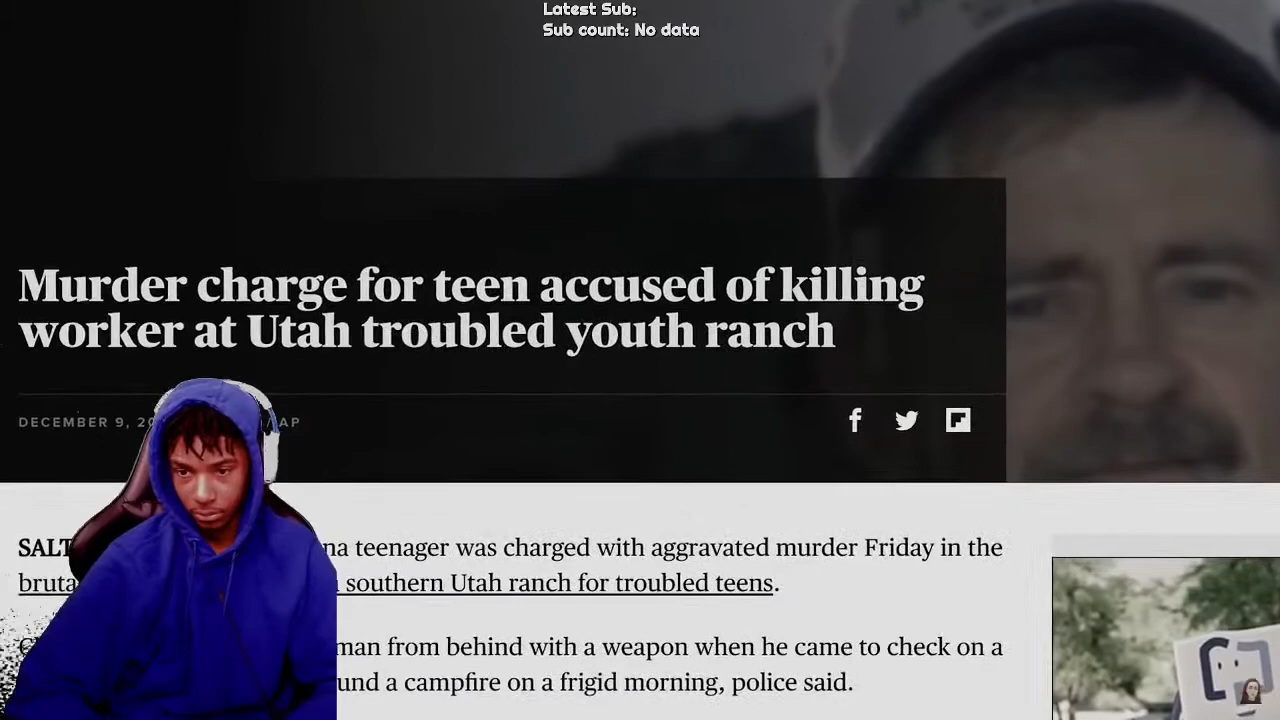 Latest Sub:
Sub count: No data
Murder charge for teen accused of killing
worker at Utah troubled youth ranch
DECEMBER 9, 20 / AP
SALT na teenager was charged with aggravated murder Friday in the
bruta southern Utah ranch for troubled teens.
man from behind with a weapon when he came to check on a
und a campfire on a frigid morning, police said.